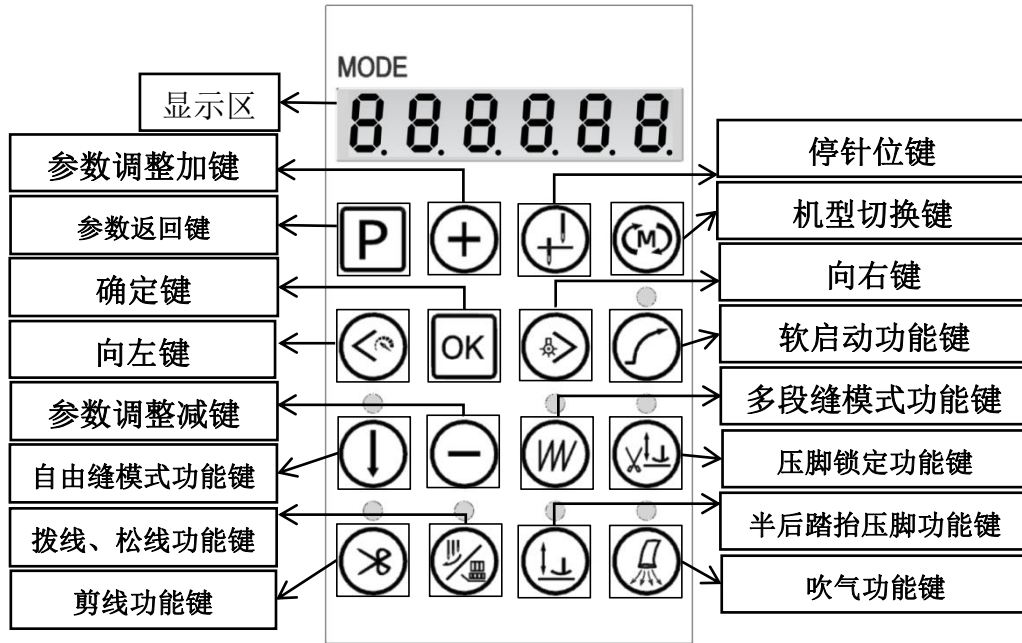 MODE
显示区
8.8.8.8.8.8.
参数调整加键
停针位键
参数返回键
P
M
机型切换键
确定键
向右键
向左键
OK
软启动功能键
参数调整减键
多段缝模式功能键
自由缝模式功能键
压脚锁定功能键
拨线、松线功能键
半后踏抬压脚功能键
剪线功能键
吹气功能键